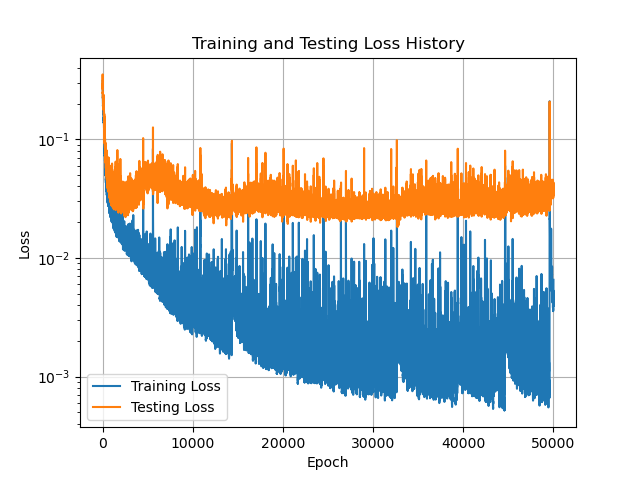 Training and Testing Loss History
Loss
10⁻¹
10⁻²
10⁻³
Training Loss
Testing Loss
0 10000 20000 30000 40000 50000
Epoch